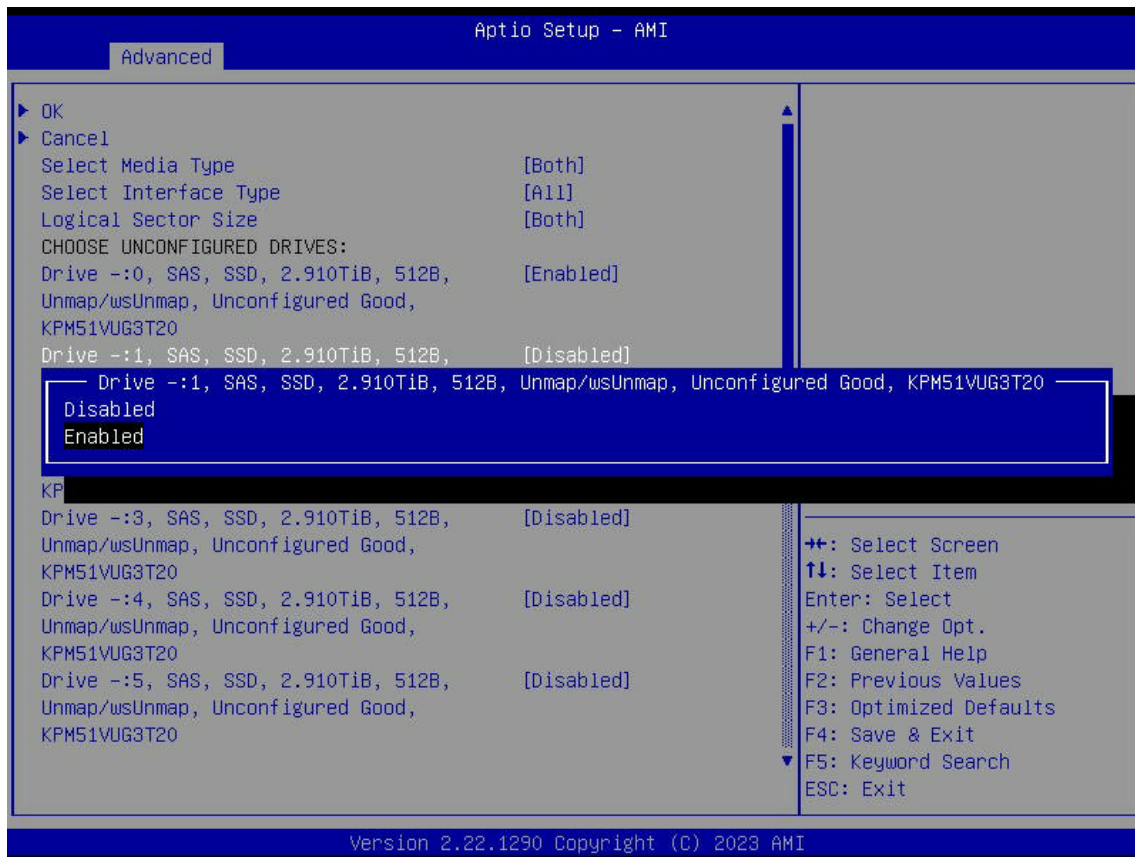 Aptio Setup – AMI
Advanced
OK
Cancel
Select Media Type [Both]
Select Interface Type [All]
Logical Sector Size [Both]
CHOOSE UNCONFIGURED DRIVES:
Drive -:0, SAS, SSD, 2.910TiB, 512B, [Enabled]
Unmap/wsUnmap, Unconfigured Good,
KPM51VUG3T20
Drive -:1, SAS, SSD, 2.910TiB, 512B, [Disabled]
Drive -:1, SAS, SSD, 2.910TiB, 512B, Unmap/wsUnmap, Unconfigured Good, KPM51VUG3T20
Disabled
Enabled
KP
Drive -:3, SAS, SSD, 2.910TiB, 512B, [Disabled]
Unmap/wsUnmap, Unconfigured Good,
KPM51VUG3T20
Drive -:4, SAS, SSD, 2.910TiB, 512B, [Disabled]
Unmap/wsUnmap, Unconfigured Good,
KPM51VUG3T20
Drive -:5, SAS, SSD, 2.910TiB, 512B, [Disabled]
Unmap/wsUnmap, Unconfigured Good,
KPM51VUG3T20
→←: Select Screen
↑↓: Select Item
Enter: Select
+/-: Change Opt.
F1: General Help
F2: Previous Values
F3: Optimized Defaults
F4: Save & Exit
F5: Keyword Search
ESC: Exit
Version 2.22.1290 Copyright (C) 2023 AMI